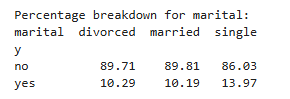 Percentage breakdown for marital:
marital divorced married single
y
no 89.71 89.81 86.03
yes 10.29 10.19 13.97